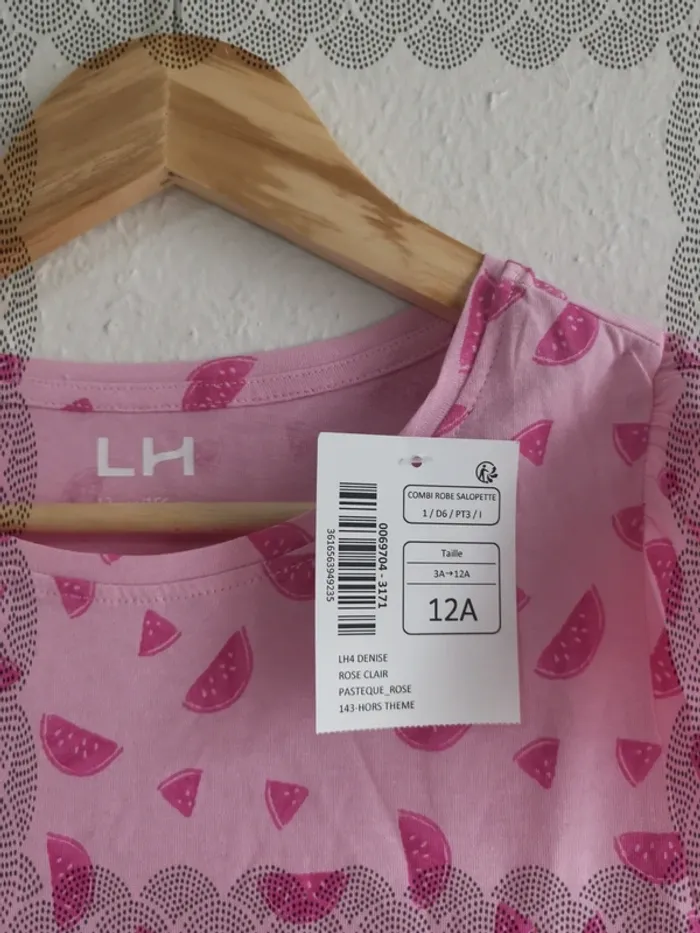 LH
COMBI ROBE SALOPETTE
1 / D6 / PT3 / I
Taille
3A→12A
12A
0069704 - 3171
3616563949235
LH4 DENISE
ROSE CLAIR
PASTEQUE_ROSE
143-HORS THEME